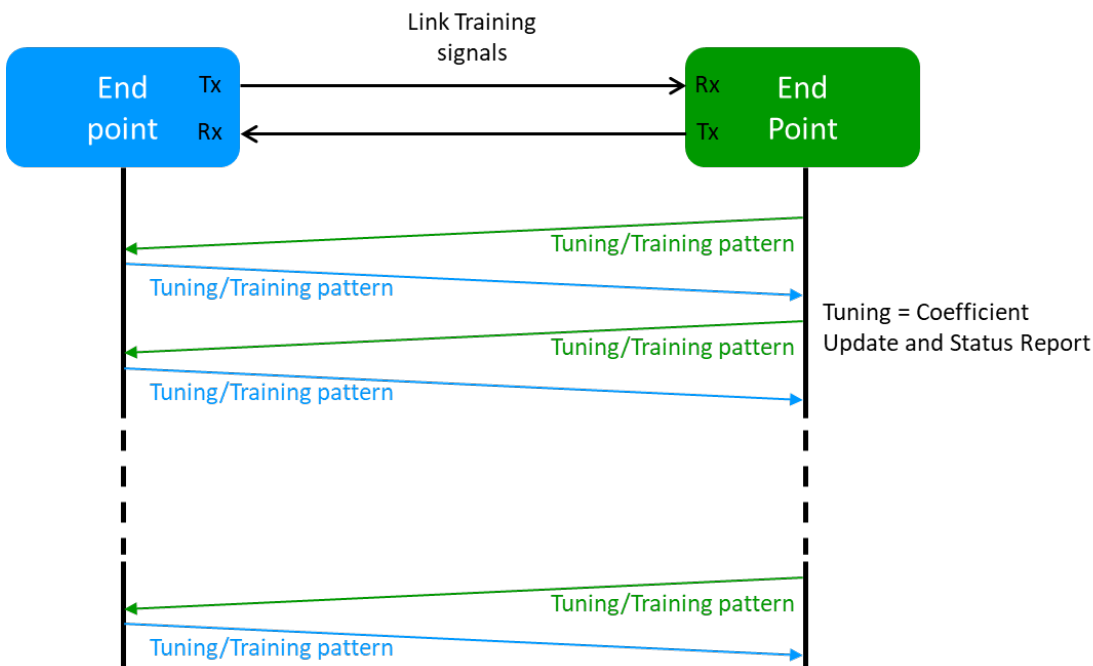 Link Training
signals
End
point
Tx
Rx
Rx
Tx
End
Point
Tuning/Training pattern
Tuning/Training pattern
Tuning = Coefficient
Update and Status Report
Tuning/Training pattern
Tuning/Training pattern
Tuning/Training pattern
Tuning/Training pattern